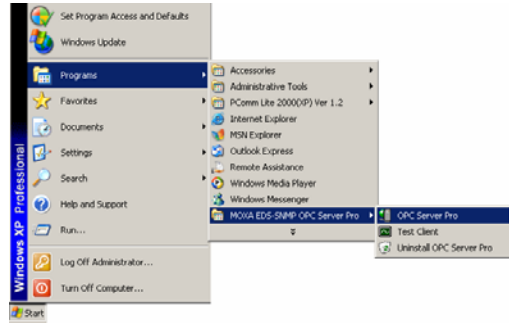 Set Program Access and Defaults
Windows Update
Programs
Favorites
Documents
Settings
Search
Help and Support
Run...
Log Off Administrator...
Turn Off Computer...
Windows XP Professional
Start
Accessories
Administrative Tools
PComm Lite 2000(XP) Ver 1.2
Internet Explorer
MSN Explorer
Outlook Express
Remote Assistance
Windows Media Player
Windows Messenger
MOXA EDS-SNMP OPC Server Pro
OPC Server Pro
Test Client
Uninstall OPC Server Pro